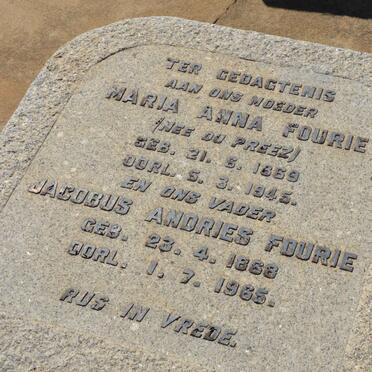 TER GEDAGTENIS
AAN ONS MOEDER
MARIA ANNA FOURIE
(NEE DU PREEZ)
GEB. 21. 6. 1869
OORL. 5. 3. 1945.
EN ONS VADER
JACOBUS ANDRIES FOURIE
GEB. 23. 4. 1868
OORL. 1. 7. 1965.
RUS IN VREDE.